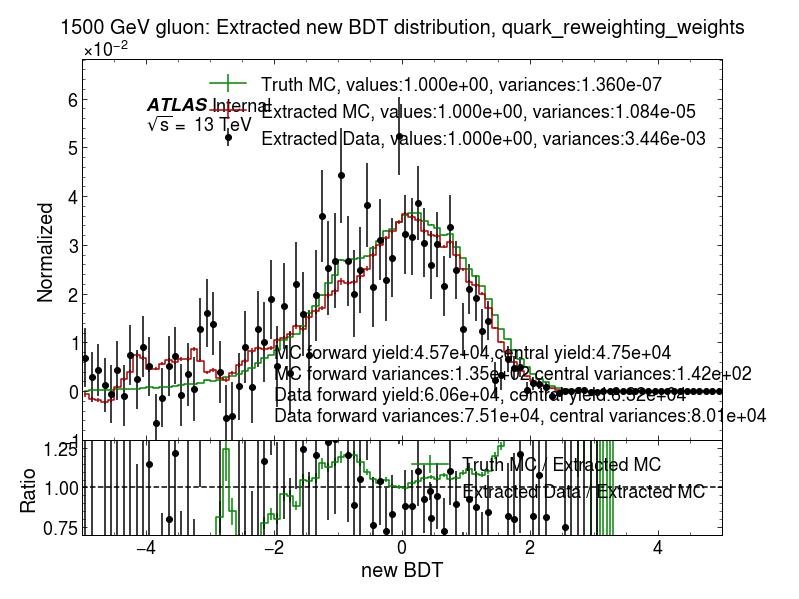 1500 GeV gluon: Extracted new BDT distribution, quark_reweighting_weights
×10⁻²
Truth MC, values:1.000e+00, variances:1.360e-07
ATLAS Internal
Extracted MC, values:1.000e+00, variances:1.084e-05
√s = 13 TeV
Extracted Data, values:1.000e+00, variances:3.446e-03
6
5
4
3
2
1
0
Normalized
MC forward yield:4.57e+04,central yield:4.75e+04
MC forward variances:1.35e+02, central variances:1.42e+02
Data forward yield:6.06e+04, central yield:6.32e+04
Data forward variances:7.51e+04, central variances:8.01e+04
1.25
1.00
0.75
Ratio
Truth MC / Extracted MC
Extracted Data / Extracted MC
−4 −2 0 2 4
new BDT